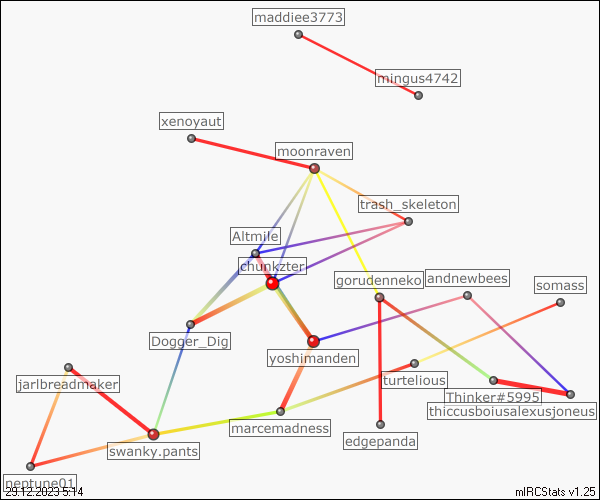 maddiee3773
mingus4742
xenoyaut
moonraven
trash_skeleton
Altmile
chunkzter
gorudenneko
andnewbees
somass
Dogger_Dig
yoshimanden
turtelious
jarlbreadmaker
Thinker#5995
thiccusboiusalexusjoneus
marcemadness
edgepanda
swanky.pants
neptune01
29.12.2023 5:14
mIRCStats v1.25